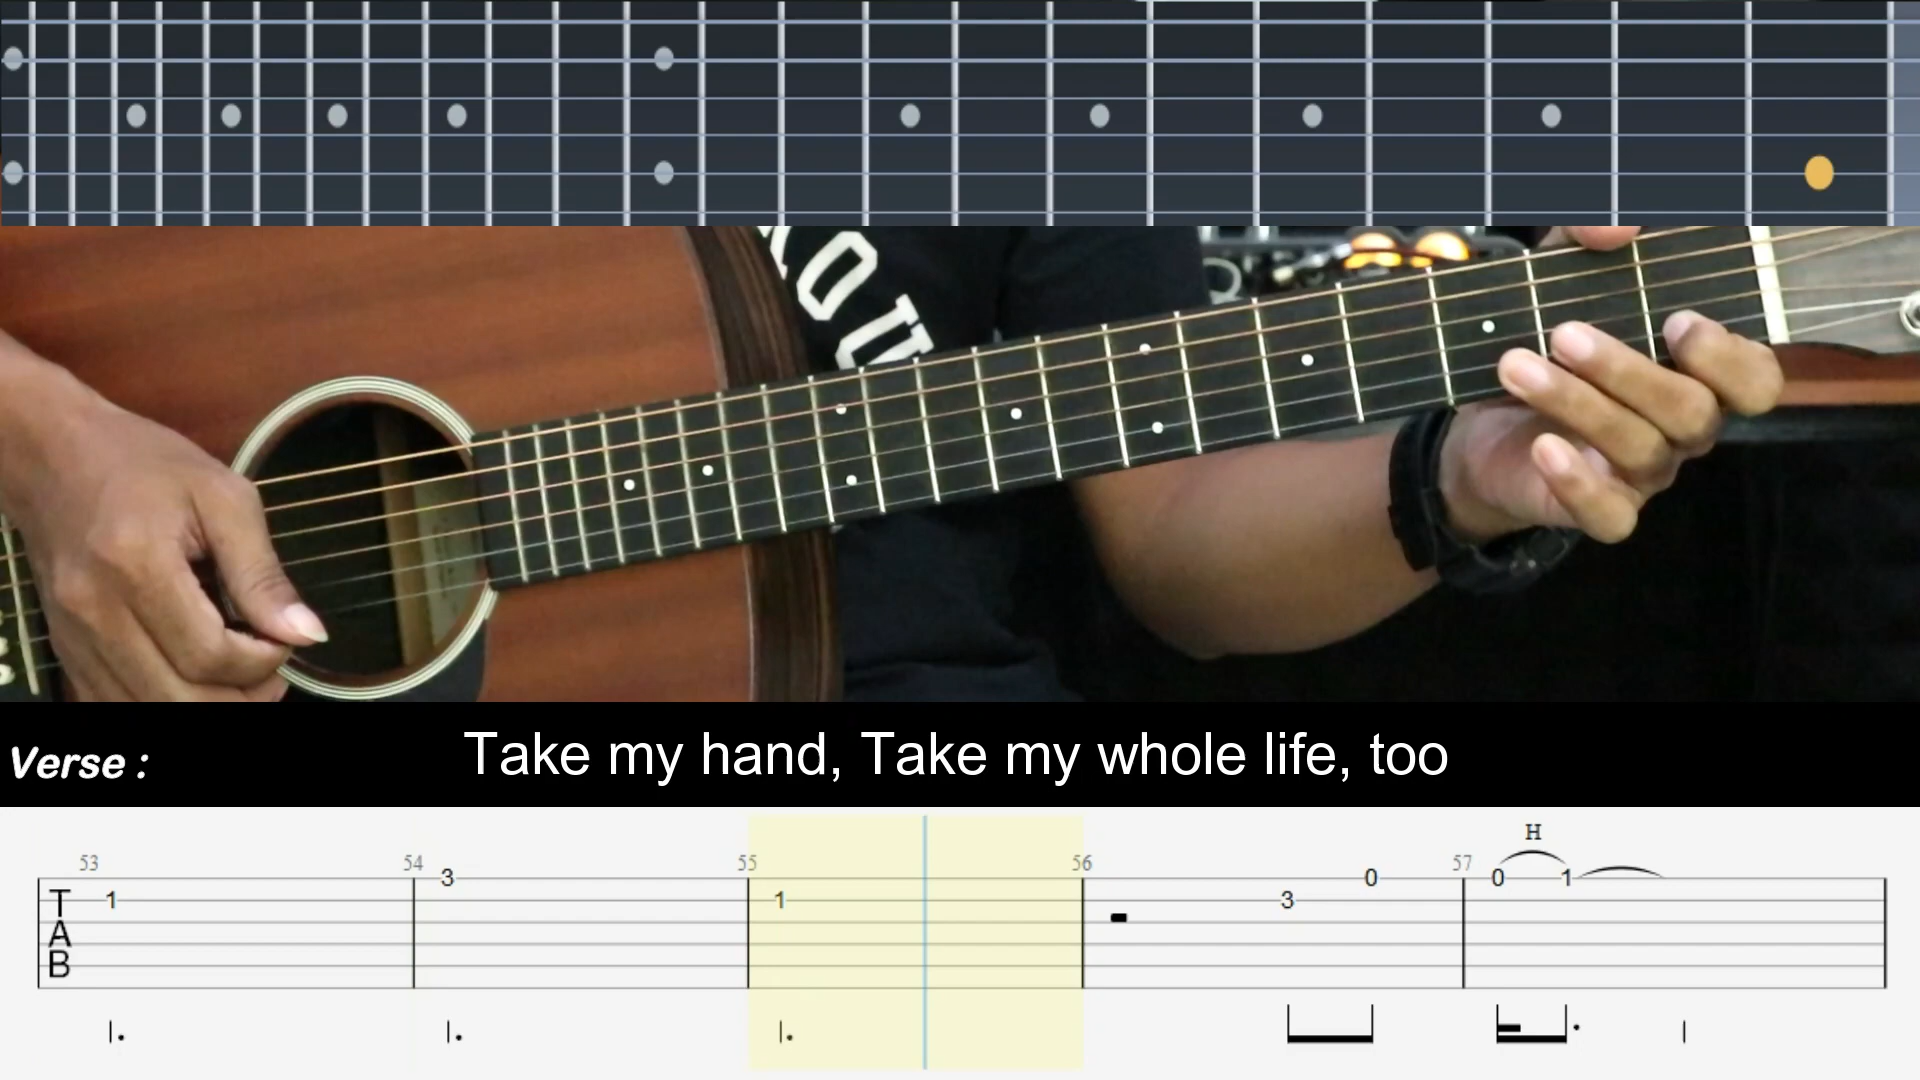 OU
Verse :
Take my hand, Take my whole life, too
H
53 54 55 56 57
3 0 0 1
T 1 1 3
A
B